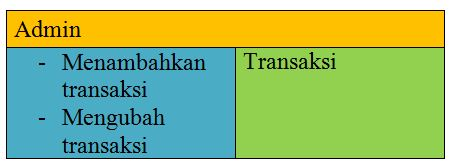 Admin
- Menambahkan
transaksi
- Mengubah
transaksi
Transaksi